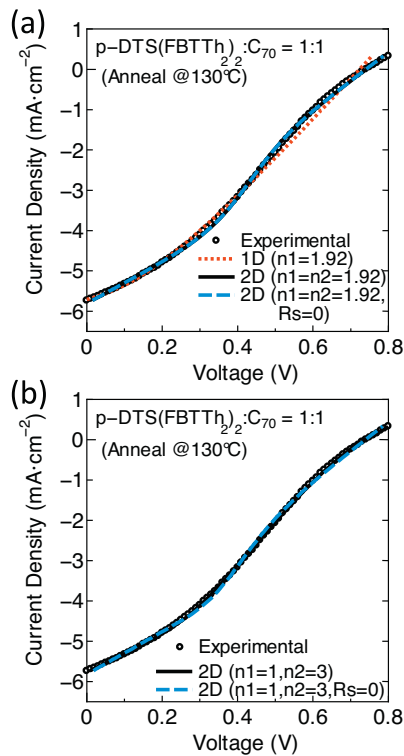 (a)
p-DTS(FBTTh₂)₂:C₇₀ = 1:1
(Anneal @130℃)
Current Density (mA·cm⁻²)
1
0
−1
−2
−3
−4
−5
−6
Experimental
1D (n1=1.92)
2D (n1=n2=1.92)
2D (n1=n2=1.92,
Rs=0)
0
0.2
0.4
0.6
0.8
Voltage (V)
(b)
p-DTS(FBTTh₂)₂:C₇₀ = 1:1
(Anneal @130℃)
Current Density (mA·cm⁻²)
1
0
−1
−2
−3
−4
−5
−6
Experimental
2D (n1=1,n2=3)
2D (n1=1,n2=3,Rs=0)
0
0.2
0.4
0.6
0.8
Voltage (V)